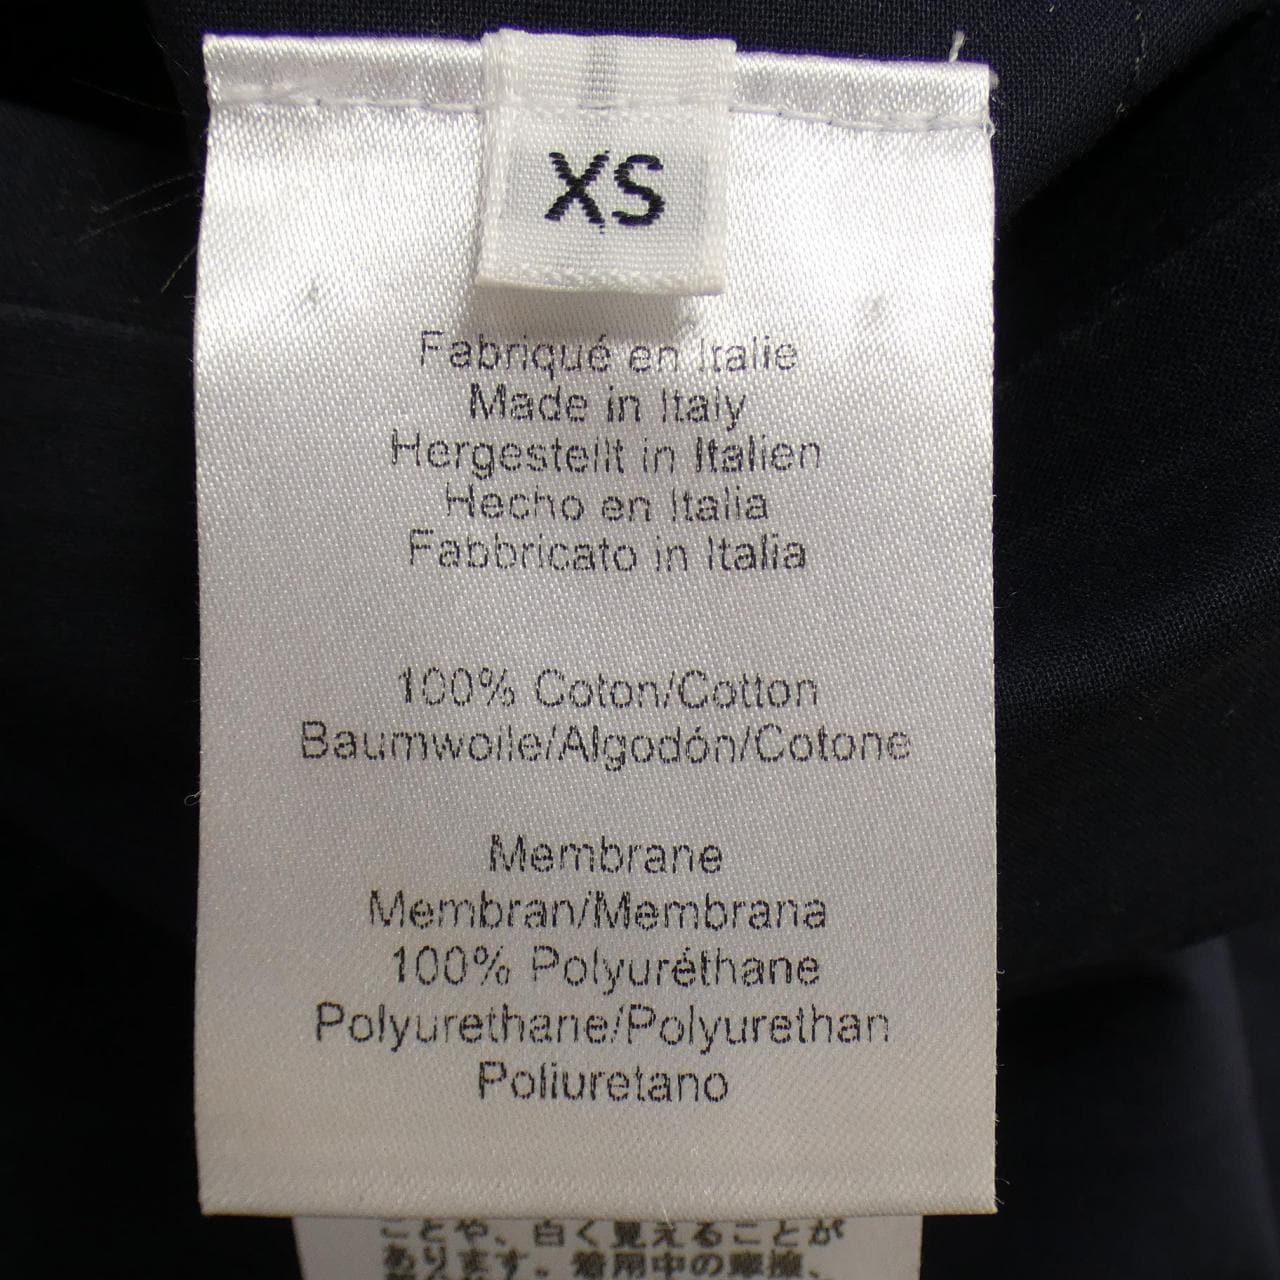 XS
Fabriqué en Italie
Made in Italy
Hergestellt in Italien
Hecho en Italia
Fabbricato in Italia
100% Coton/Cotton
Baumwolle/Algodón/Cotone
Membrane
Membran/Membrana
100% Polyuréthane
Polyurethane/Polyurethan
Poliuretano
ことや、白く見えることが
あります。着用中の摩擦、